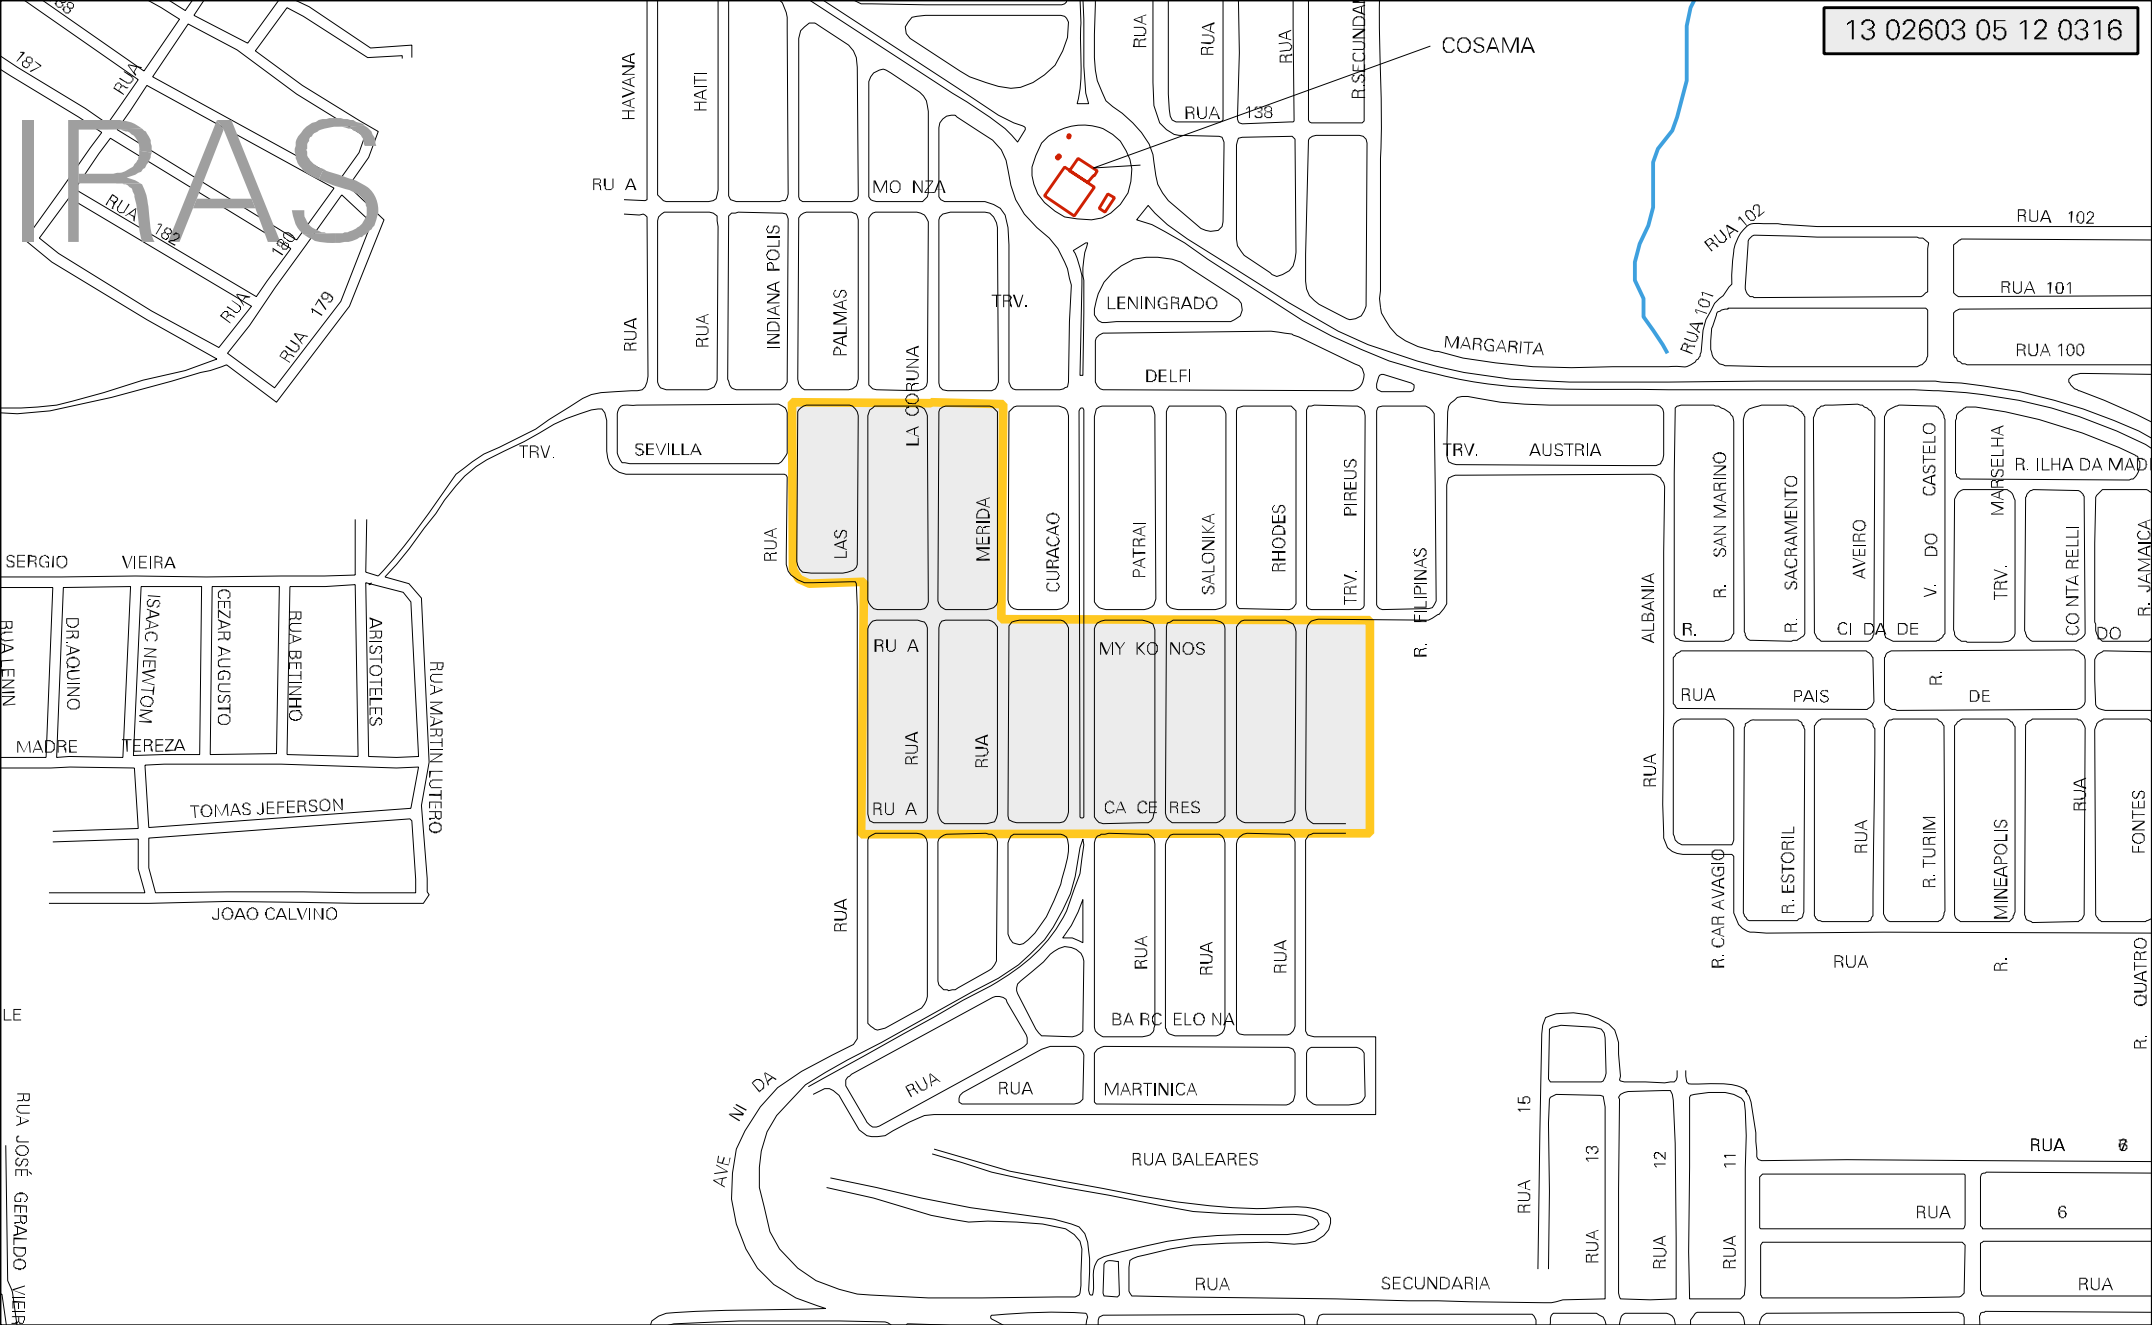 13 02603 05 12 0316
COSAMA
IRAS
88
187
RUA
RUA
182
180
RUA
RUA 179
HAVANA
HAITI
RUA
RUA
RUA
R.SECUNDA
RUA 138
RU A MO NZA
INDIANA POLIS
PALMAS
LA CORUNA
TRV.
LENINGRADO
RUA
RUA
DELFI
MARGARITA
RUA 102
RUA 102
RUA 101
RUA 101
RUA 100
TRV. SEVILLA
TRV. AUSTRIA
RUA
LAS
MERIDA
CURACAO
PATRAI
SALONIKA
RHODES
TRV. PIREUS
R. FILIPINAS
ALBANIA
R. SAN MARINO
R. SACRAMENTO
AVEIRO
V. DO CASTELO
TRV. MARSELHA
R. ILHA DA MAD
CO NTA RELLI
R. JAMAICA
SERGIO VIEIRA
RUA LENIN
DR.AQUINO
ISAAC NEWTOM
CEZAR AUGUSTO
RUA BETINHO
ARISTOTELES
RUA MARTIN LUTERO
MADRE TEREZA
TOMAS JEFERSON
JOAO CALVINO
RU A MY KO NOS
R. CI DA DE DO
RUA PAIS R. DE
RUA
RUA
RU A CA CE RES
RUA
RUA
RUA
RUA
RUA
RUA
R. CAR AVAGIO
R. ESTORIL
RUA
R. TURIM
R. MINEAPOLIS
RUA
FONTES
R. QUATRO
RUA
LE
BA RC ELO NA
AVE NI DA
RUA
RUA MARTINICA
RUA BALEARES
RUA 15
RUA 13
RUA 12
RUA 11
RUA
RUA 6
RUA SECUNDARIA
RUA
RUA JOSÉ GERALDO VIEIR